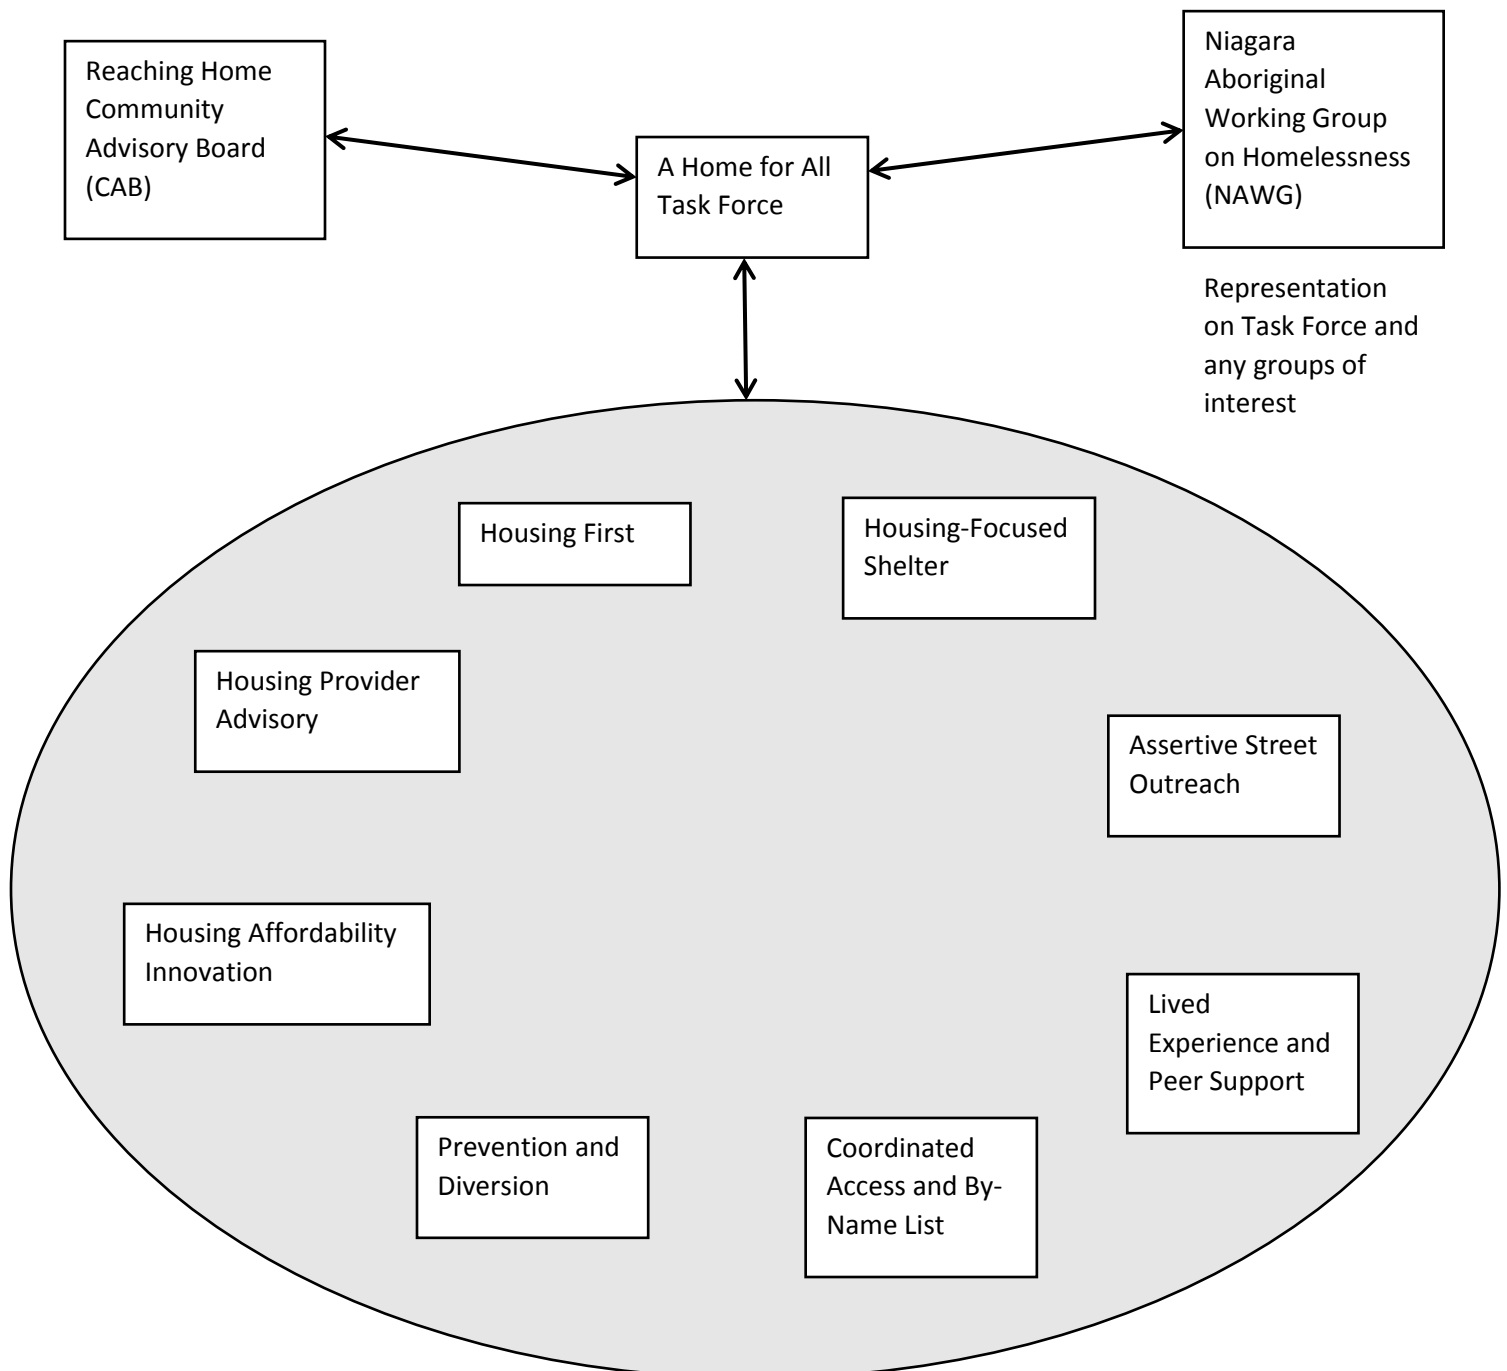 Reaching Home
Community
Advisory Board
(CAB)
A Home for All
Task Force
Niagara
Aboriginal
Working Group
on Homelessness
(NAWG)
Representation
on Task Force and
any groups of
interest
Housing First
Housing-Focused
Shelter
Housing Provider
Advisory
Assertive Street
Outreach
Housing Affordability
Innovation
Lived
Experience and
Peer Support
Prevention and
Diversion
Coordinated
Access and By-
Name List